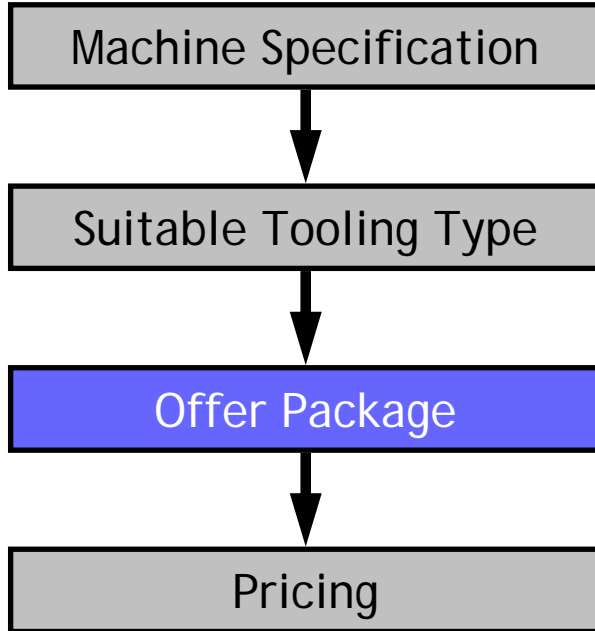 Machine Specification
Suitable Tooling Type
Offer Package
Pricing